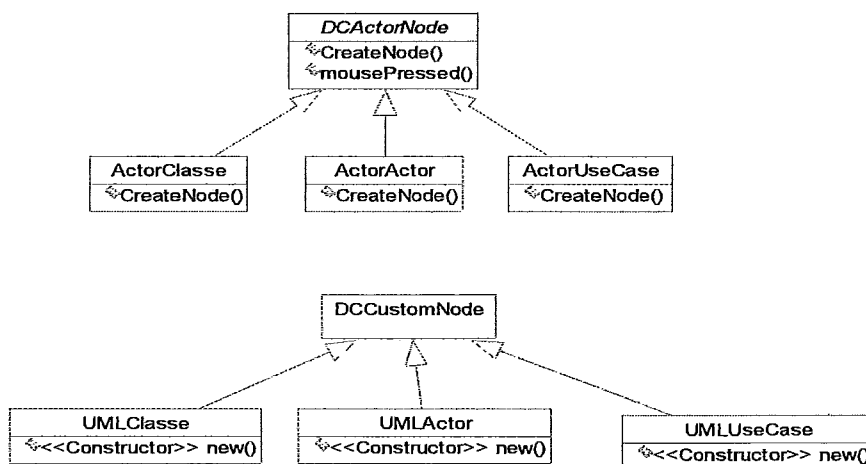 DCActorNode
CreateNode()
mousePressed()
ActorClasse
CreateNode()
ActorActor
CreateNode()
ActorUseCase
CreateNode()
DCCustomNode
UMLClasse
<<Constructor>> new()
UMLActor
<<Constructor>> new()
UMLUseCase
<<Constructor>> new()